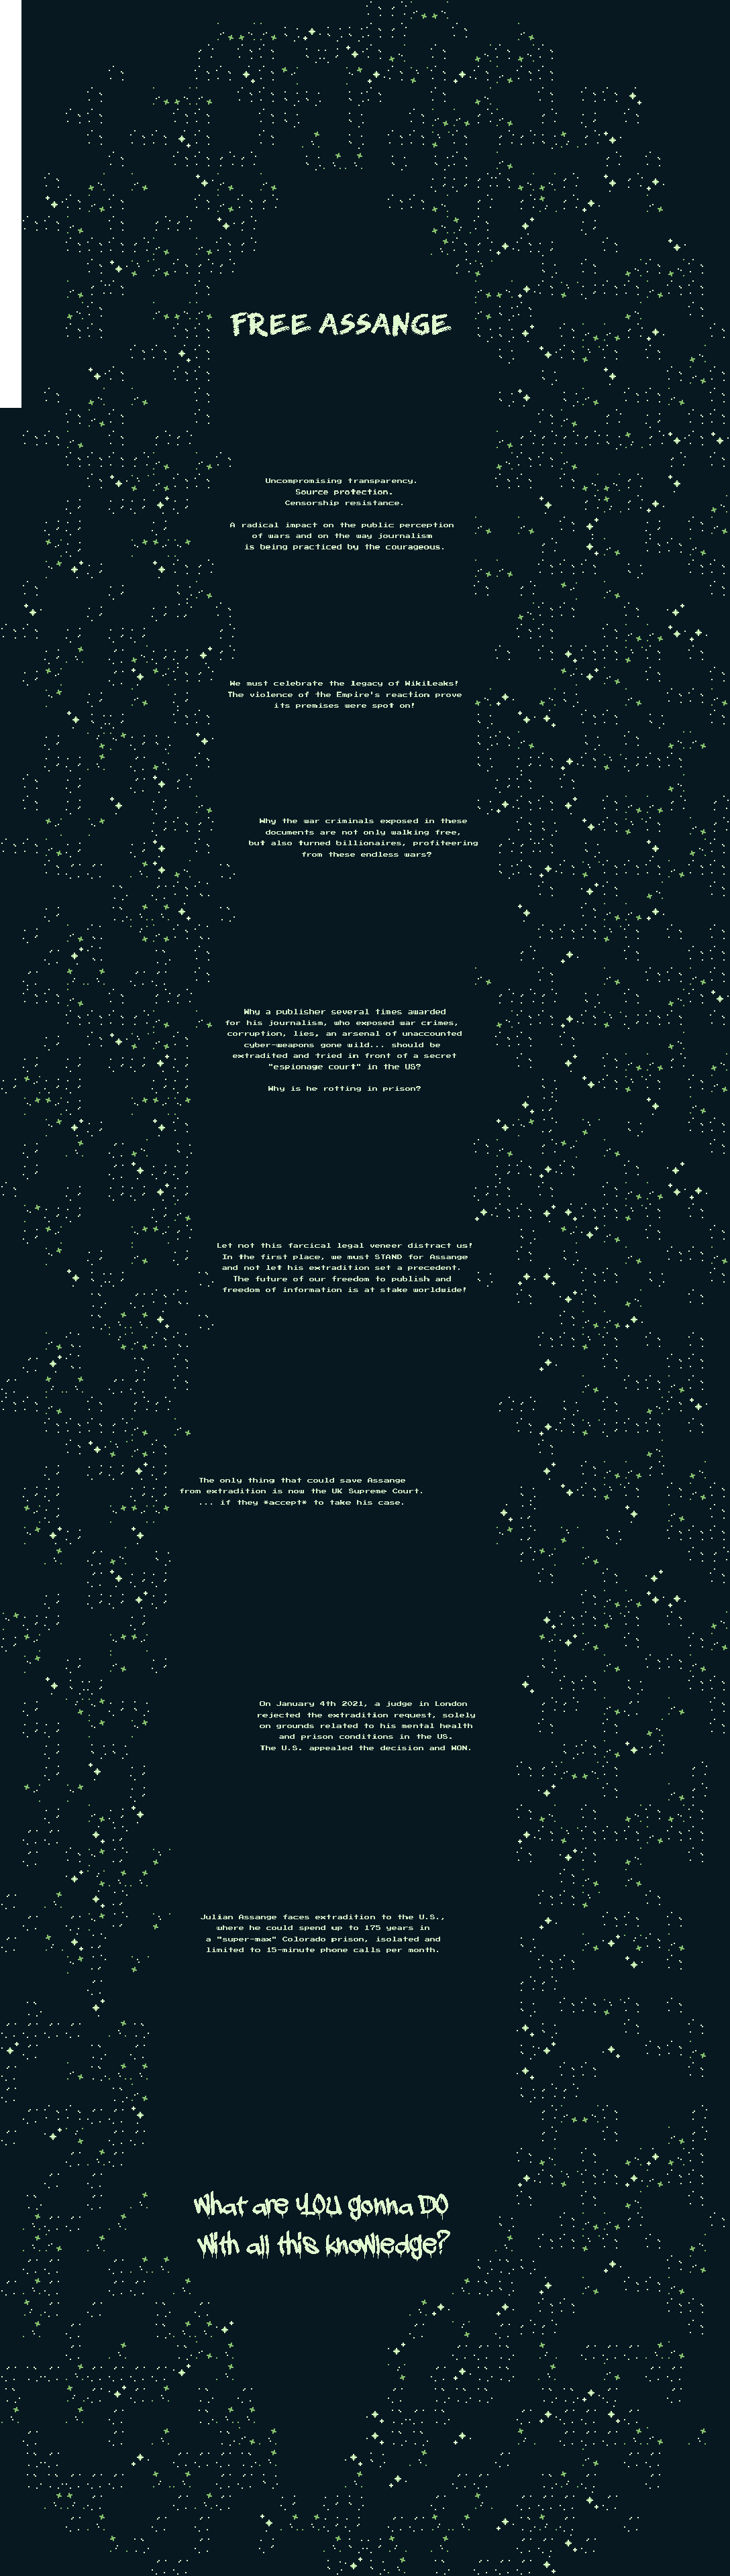 FREE ASSANGE
Uncompromising transparency.
Source protection.
Censorship resistance.
A radical impact on the public perception
of wars and on the way journalism
is being practiced by the courageous.
We must celebrate the legacy of WikiLeaks!
The violence of the Empire's reaction prove
its premises were spot on!
Why the war criminals exposed in these
documents are not only walking free,
but also turned billionaires, profiteering
from these endless wars?
Why a publisher several times awarded
for his journalism, who exposed war crimes,
corruption, lies, an arsenal of unaccounted
cyber-weapons gone wild... should be
extradited and tried in front of a secret
"espionage court" in the US?
Why is he rotting in prison?
Let not this farcical legal veneer distract us!
In the first place, we must STAND for Assange
and not let his extradition set a precedent.
The future of our freedom to publish and
freedom of information is at stake worldwide!
The only thing that could save Assange
from extradition is now the UK Supreme Court.
... if they *accept* to take his case.
On January 4th 2021, a judge in London
rejected the extradition request, solely
on grounds related to his mental health
and prison conditions in the US.
The U.S. appealed the decision and WON.
Julian Assange faces extradition to the U.S.,
where he could spend up to 175 years in
a "super-max" Colorado prison, isolated and
limited to 15-minute phone calls per month.
What are YOU gonna DO
with all this knowledge?